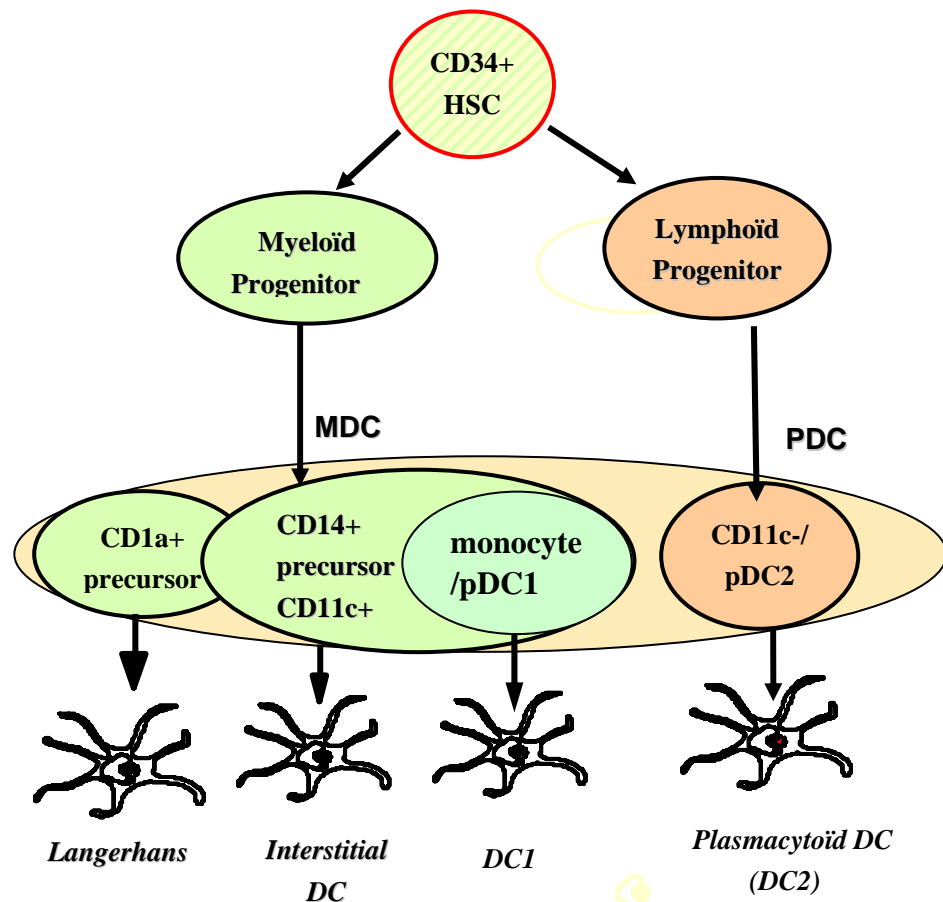 CD34+
HSC
Myeloïd
Progenitor
Lymphoïd
Progenitor
MDC
PDC
CD1a+
precursor
CD14+
precursor
CD11c+
monocyte
/pDC1
CD11c-/
pDC2
Langerhans
Interstitial
DC
DC1
Plasmacytoïd DC
(DC2)